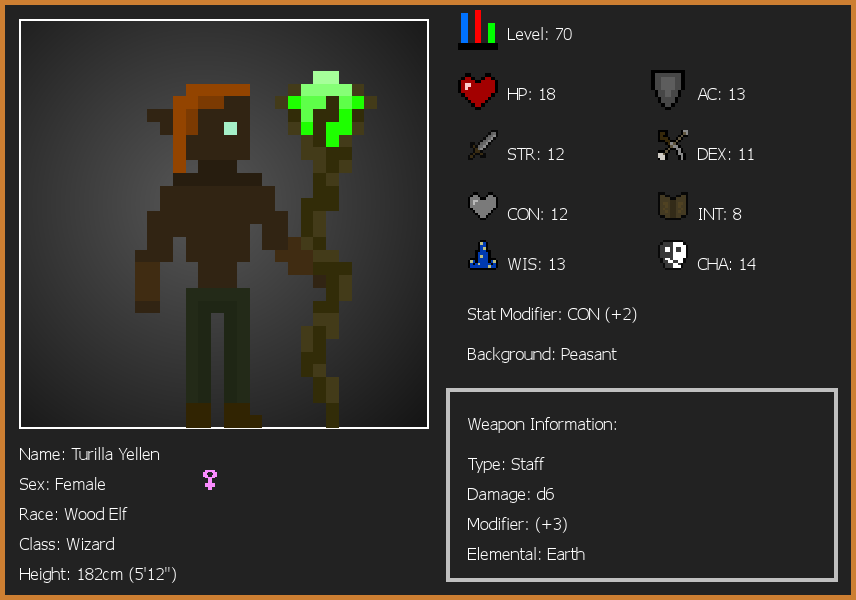 Level: 70
HP: 18
AC: 13
STR: 12
DEX: 11
CON: 12
INT: 8
WIS: 13
CHA: 14
Stat Modifier: CON (+2)
Background: Peasant
Weapon Information:
Type: Staff
Damage: d6
Modifier: (+3)
Elemental: Earth
Name: Turilla Yellen
Sex: Female
Race: Wood Elf
Class: Wizard
Height: 182cm (5'12")